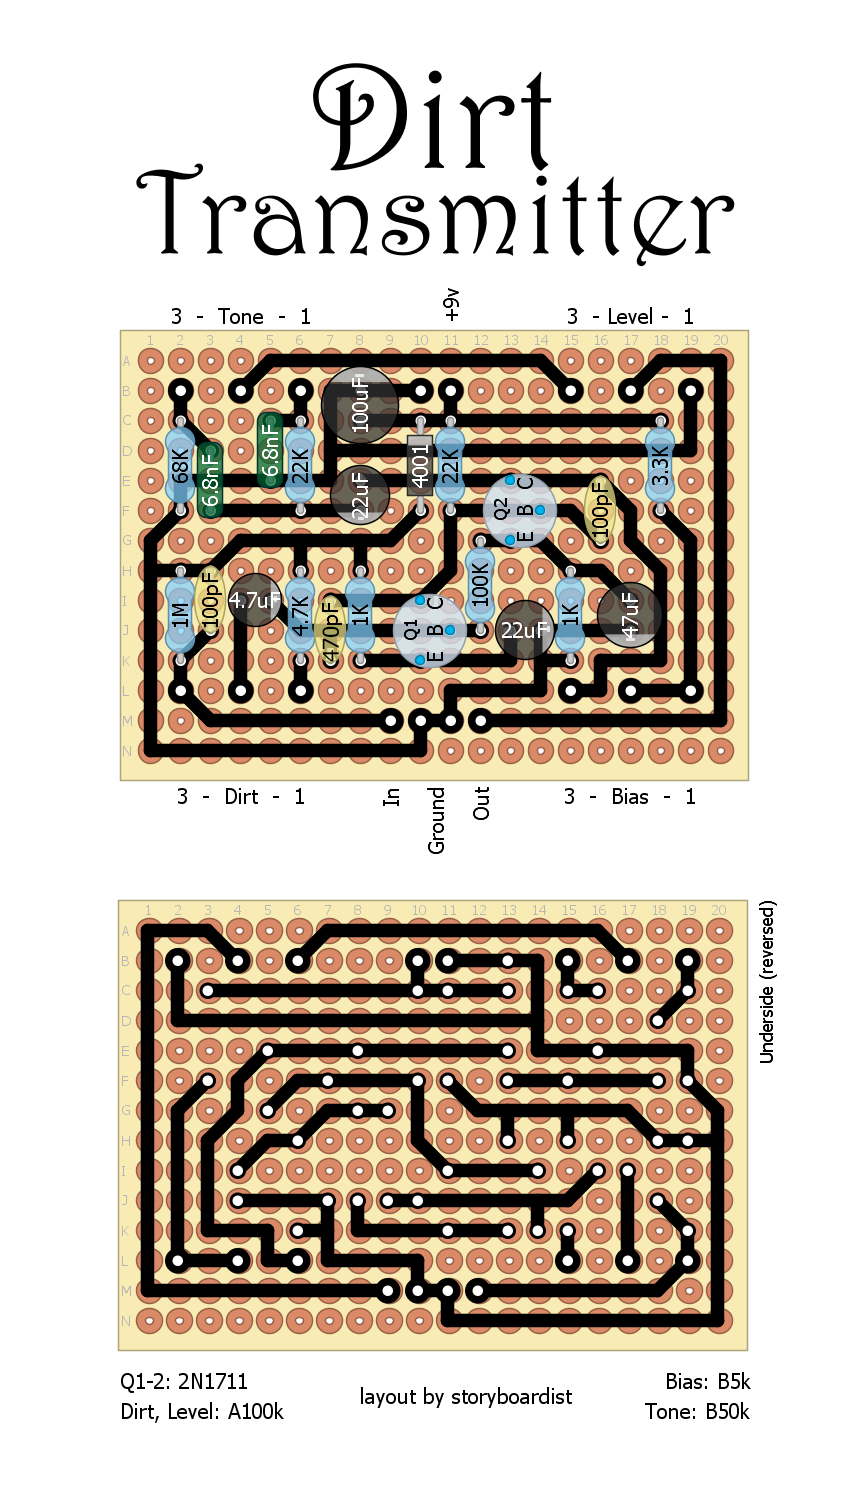 Dirt
Transmitter
3 - Tone - 1
+9v
3 - Level - 1
1 2 3 4 5 6 7 8 9 10 11 12 13 14 15 16 17 18 19 20
A
B
C
D
E
F
G
H
I
J
K
L
M
N
100uF
68K
6.8nF
6.8nF
22K
22uF
4001
22K
Q2
C
B
E
100pF
3.3K
1M
100pF
4.7uF
4.7K
470pF
1K
Q1
C
B
E
100K
22uF
1K
47uF
3 - Dirt - 1
In
Ground
Out
3 - Bias - 1
1 2 3 4 5 6 7 8 9 10 11 12 13 14 15 16 17 18 19 20
A
B
C
D
E
F
G
H
I
J
K
L
M
N
Underside (reversed)
Q1-2: 2N1711
Dirt, Level: A100k
layout by storyboardist
Bias: B5k
Tone: B50k